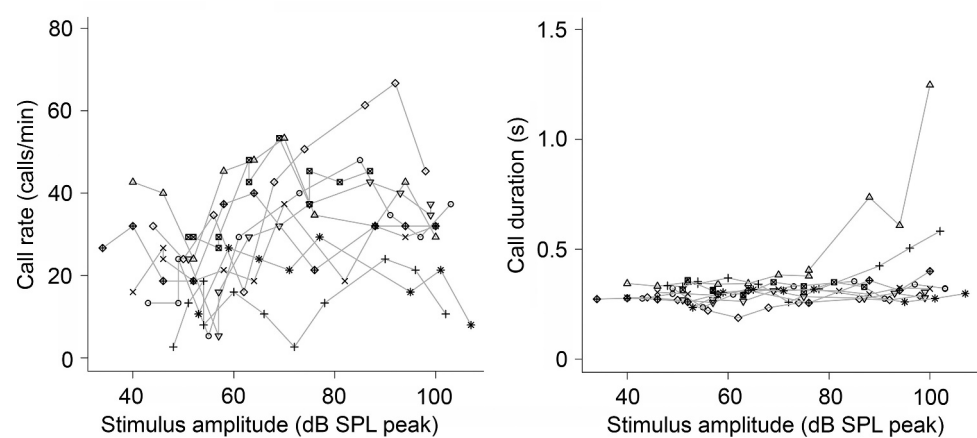 80
60
40
20
0
Call rate (calls/min)
40 60 80 100
Stimulus amplitude (dB SPL peak)
1.5
1.0
0.5
0
Call duration (s)
40 60 80 100
Stimulus amplitude (dB SPL peak)